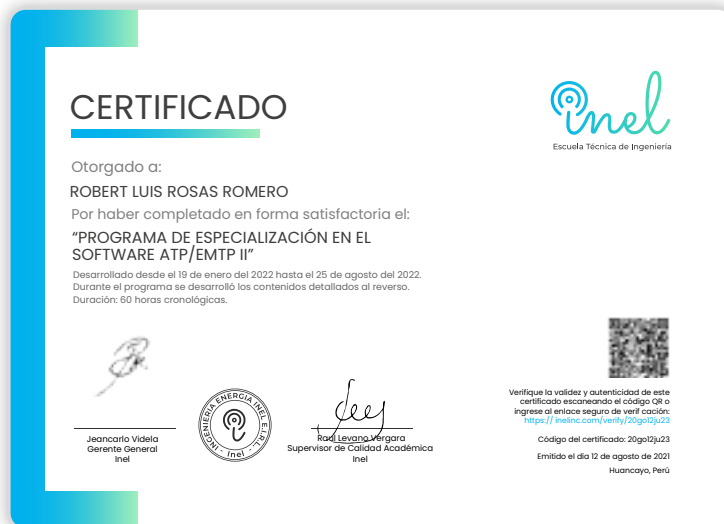 CERTIFICADO
inel
Escuela Técnica de Ingeniería
Otorgado a:
ROBERT LUIS ROSAS ROMERO
Por haber completado en forma satisfactoria el:
“PROGRAMA DE ESPECIALIZACIÓN EN EL
SOFTWARE ATP/EMTP II”
Desarrollado desde el 19 de enero del 2022 hasta el 25 de agosto del 2022.
Durante el programa se desarrolló los contenidos detallados al reverso.
Duración: 60 horas cronológicas.
Jeancarlo Videla
Gerente General
Inel
INGENIERIA ENERGIA INEL E.I.R.L.
- Inel -
Raúl Levano Vergara
Supervisor de Calidad Académica
Inel
Verifique la validez y autenticidad de este
certificado escaneando el código QR o
ingrese al enlace seguro de verif cación:
https:// inelinc.com/verify/20go12ju23
Código del certificado: 20go12ju23
Emitido el día 12 de agosto de 2021
Huancayo, Perú